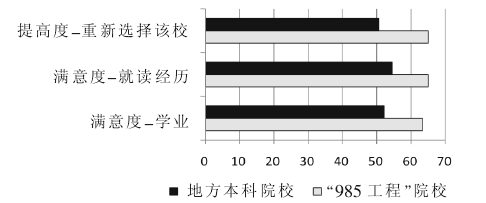 提高度–重新选择该校
满意度–就读经历
满意度–学业
0 10 20 30 40 50 60 70
■ 地方本科院校 □ “985 工程”院校